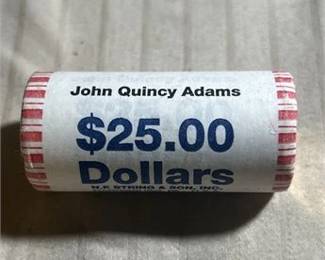 John Quincy Adams
$25.00
Dollars
N.F. STRING & SON, INC.